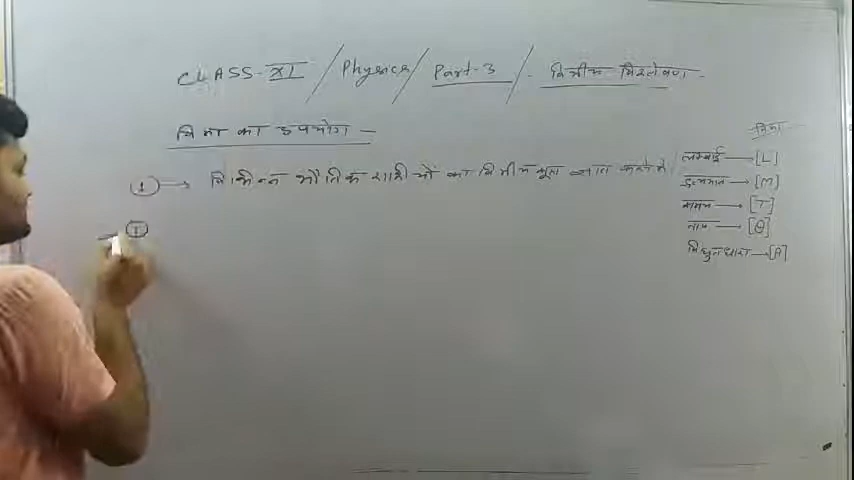 CLASS-XI / Physics / Part-3 / विमीय विश्लेषण
विमा का उपयोग
1 → विभिन्न भौतिक राशीयों का विमीय सूत्र ज्ञात करने में
I
विमा
लम्बाई → [L]
द्रव्यमान → [M]
समय → [T]
ताप → [θ]
विधुत धारा → [A]